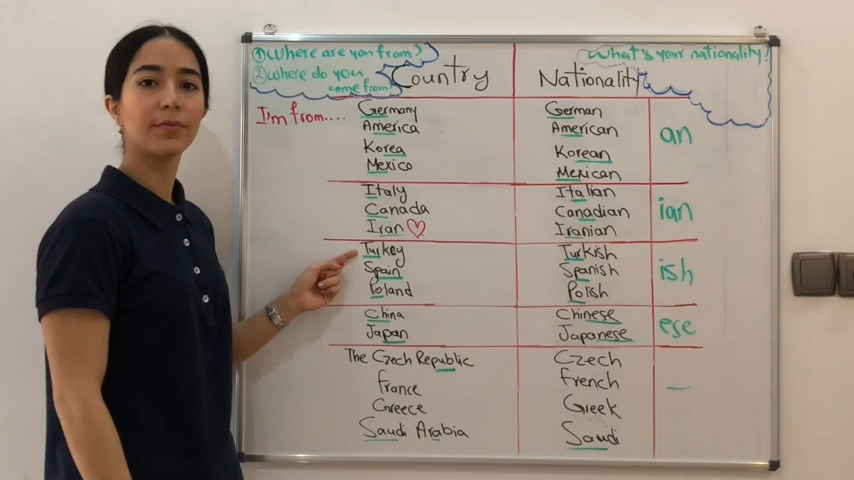 ① Where are you from?
② Where do you
come from
What's your nationality?
Country Nationality
I'm from....
Germany German
America American
Korea Korean
Mexico Mexican
an
Italy Italian
Canada Canadian
Iran ♡ Iranian
ian
Turkey Turkish
Spain Spanish
Poland Polish
ish
China Chinese
Japan Japanese
ese
The Czech Republic Czech
France French
Greece Greek
Saudi Arabia Saudi
—